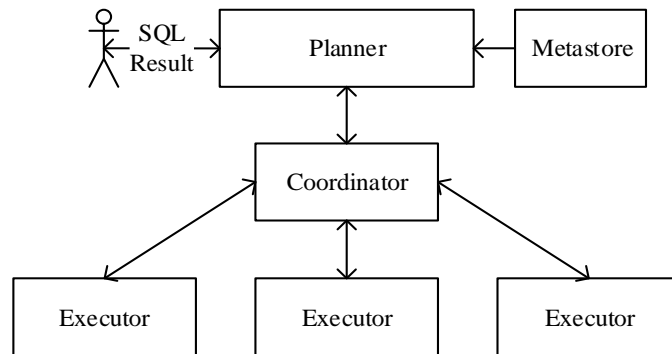 SQL
Result
Planner
Metastore
Coordinator
Executor
Executor
Executor